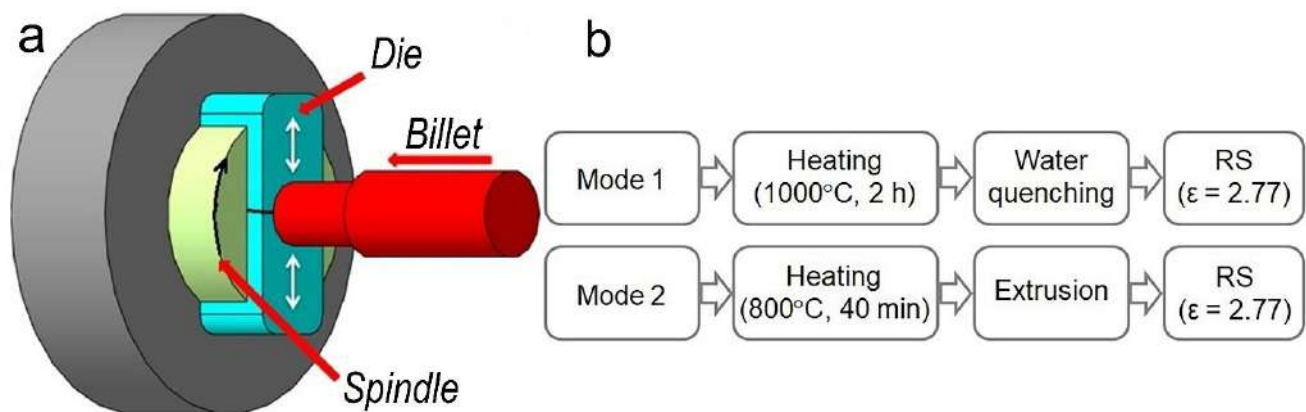 a
Die
Billet
Spindle
b
Mode 1
Heating
(1000°C, 2 h)
Water
quenching
RS
(ε = 2.77)
Mode 2
Heating
(800°C, 40 min)
Extrusion
RS
(ε = 2.77)